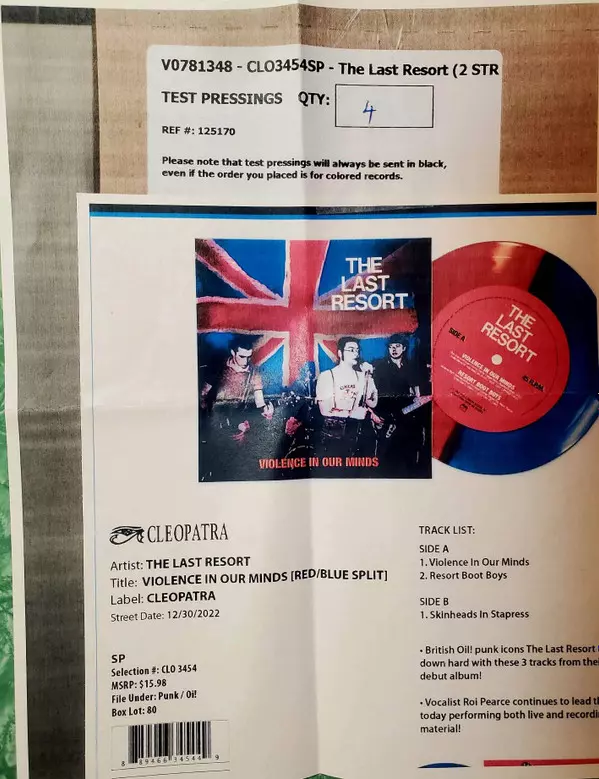 V0781348 - CLO3454SP - The Last Resort (2 STR
TEST PRESSINGS QTY: 4
REF #: 125170
Please note that test pressings will always be sent in black,
even if the order you placed is for colored records.
THE
LAST
RESORT
VIOLENCE IN OUR MINDS
THE
LAST
RESORT
SIDE A
45 R.P.M.
VIOLENCE IN OUR MINDS
RESORT BOOT BOYS
CLEOPATRA
Artist: THE LAST RESORT
Title: VIOLENCE IN OUR MINDS [RED/BLUE SPLIT]
Label: CLEOPATRA
Street Date: 12/30/2022
SP
Selection #: CLO 3454
MSRP: $15.98
File Under: Punk / Oi!
Box Lot: 80
8 89466 34544 9
TRACK LIST:
SIDE A
1. Violence In Our Minds
2. Resort Boot Boys
SIDE B
1. Skinheads In Stapress
• British Oi! punk icons The Last Resort
down hard with these 3 tracks from the
debut album!
• Vocalist Roi Pearce continues to lead t
today performing both live and recordi
material!